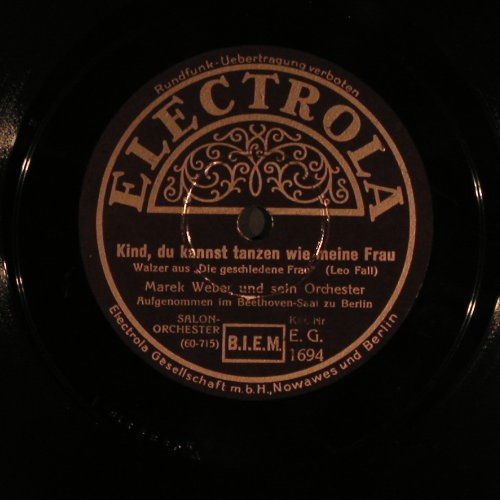 Rundfunk-Uebertragung verboten
ELECTROLA
Kind, du kannst tanzen wie meine Frau
Walzer aus „Die geschiedene Frau" (Leo Fall)
Marek Weber und sein Orchester
Aufgenommen im Beethoven-Saal zu Berlin
SALON-
ORCHESTER
(60-715)
B.I.E.M.
Kat. Nr.
E. G.
1694
Electrola Gesellschaft m.b.H., Nowawes und Berlin